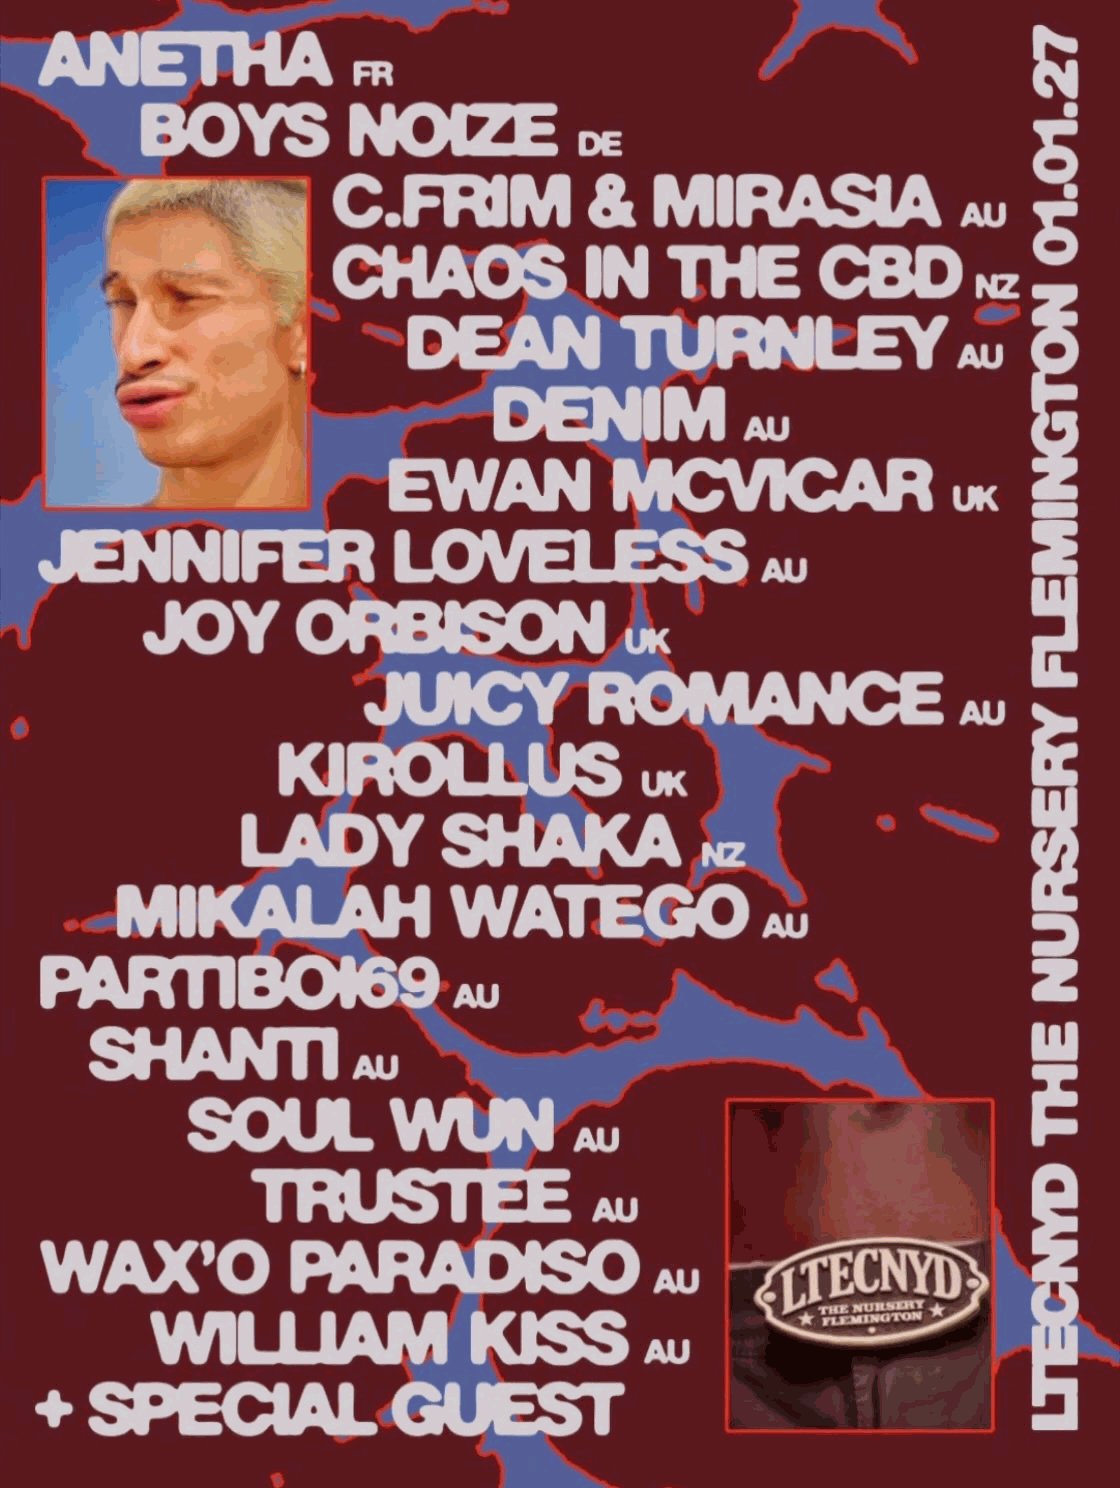 ANETHA FR
BOYS NOIZE DE
C.FRIM & MIRASIA AU
CHAOS IN THE CBD NZ
DEAN TURNLEY AU
DENIM AU
EWAN MCVICAR UK
JENNIFER LOVELESS AU
JOY ORBISON UK
JUICY ROMANCE AU
KIROLLUS UK
LADY SHAKA NZ
MIKALAH WATEGO AU
PARTIBOI69 AU
SHANTI AU
SOUL WUN AU
TRUSTEE AU
WAX'O PARADISO AU
WILLIAM KISS AU
+ SPECIAL GUEST
LTECNYD THE NURSERY FLEMINGTON 01.01.27
LTECNYD
THE NURSERY
FLEMINGTON